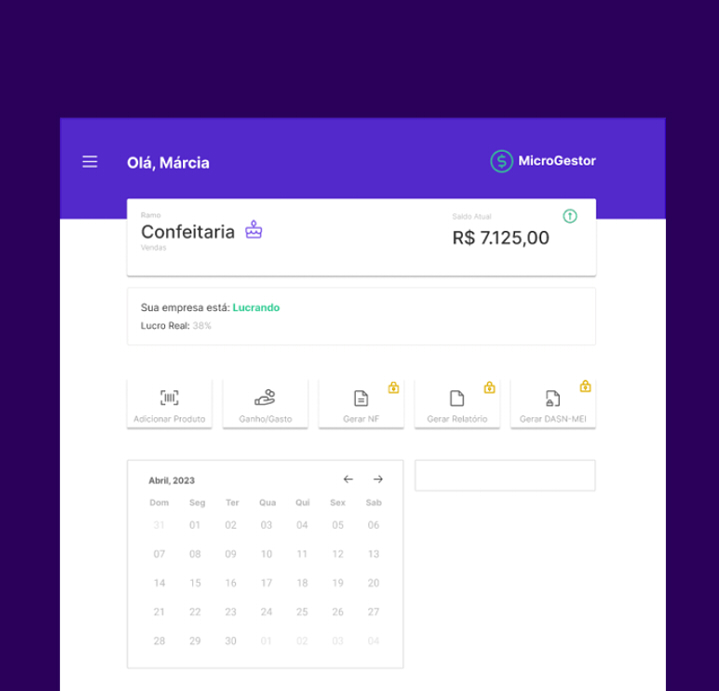 Olá, Márcia
MicroGestor
Ramo
Confeitaria
Vendas
Saldo Atual
R$ 7.125,00
Sua empresa está: Lucrando
Lucro Real: 38%
Adicionar Produto
Ganho/Gasto
Gerar NF
Gerar Relatório
Gerar DASN-MEI
Abril, 2023
Dom Seg Ter Qua Qui Sex Sab
31 01 02 03 04 05 06
07 08 09 10 11 12 13
14 15 16 17 18 19 20
21 22 23 24 25 26 27
28 29 30 01 02 03 04